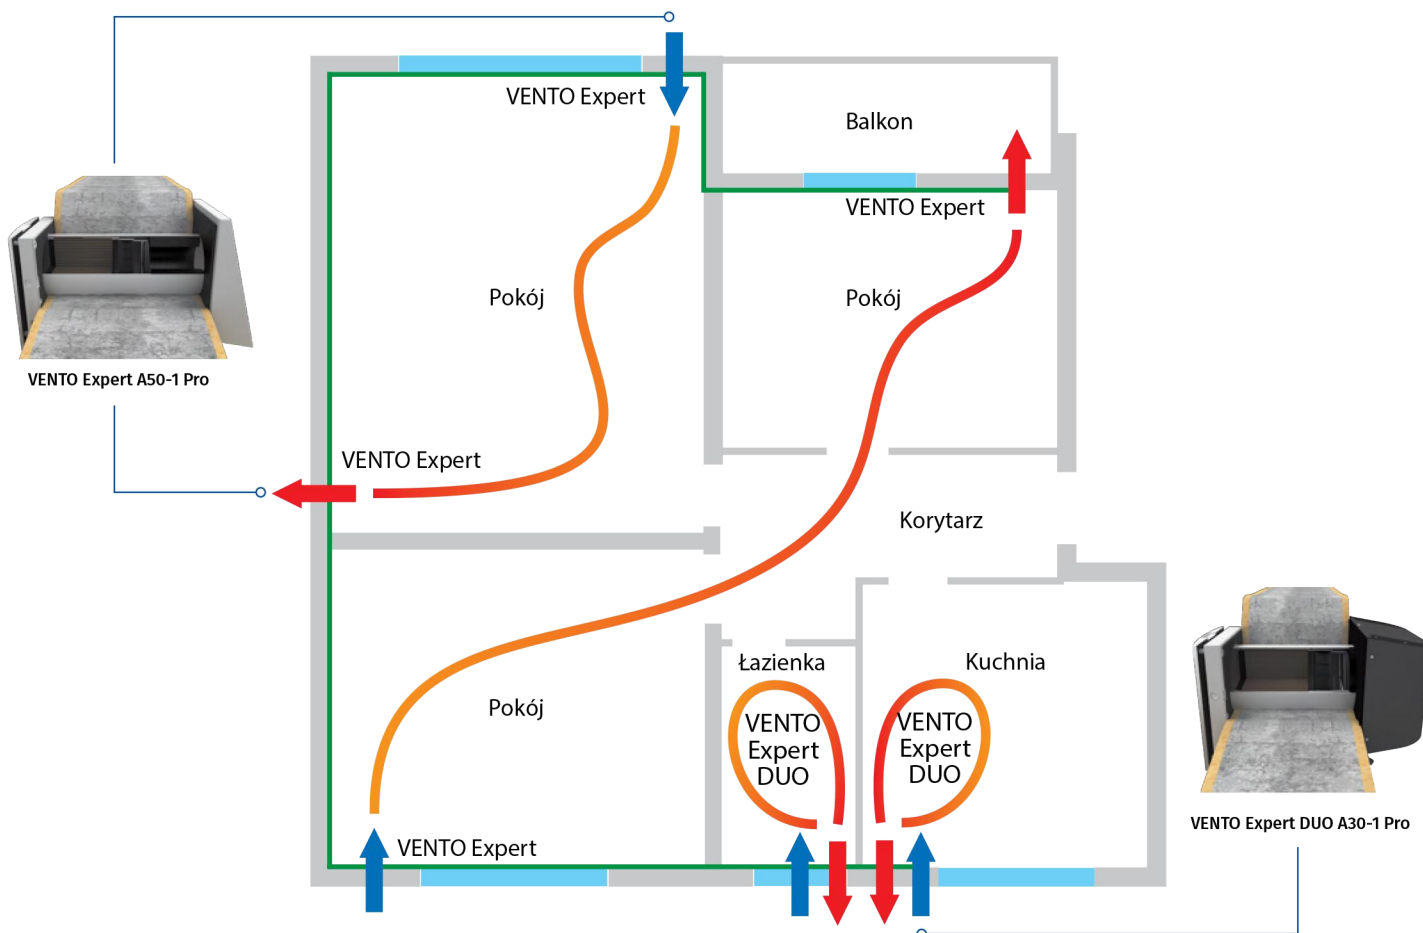 VENTO Expert
Balkon
VENTO Expert
Pokój
Pokój
VENTO Expert A50-1 Pro
VENTO Expert
Korytarz
Łazienka
Kuchnia
Pokój
VENTO
Expert
DUO
VENTO
Expert
DUO
VENTO Expert DUO A30-1 Pro
VENTO Expert